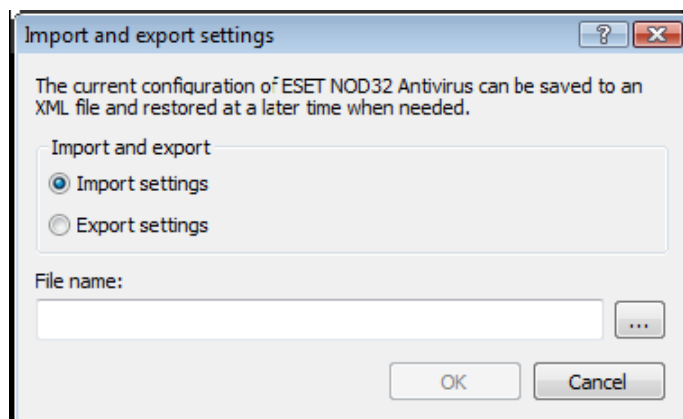 Import and export settings
The current configuration of ESET NOD32 Antivirus can be saved to an
XML file and restored at a later time when needed.
Import and export
Import settings
Export settings
File name:
...
OK
Cancel